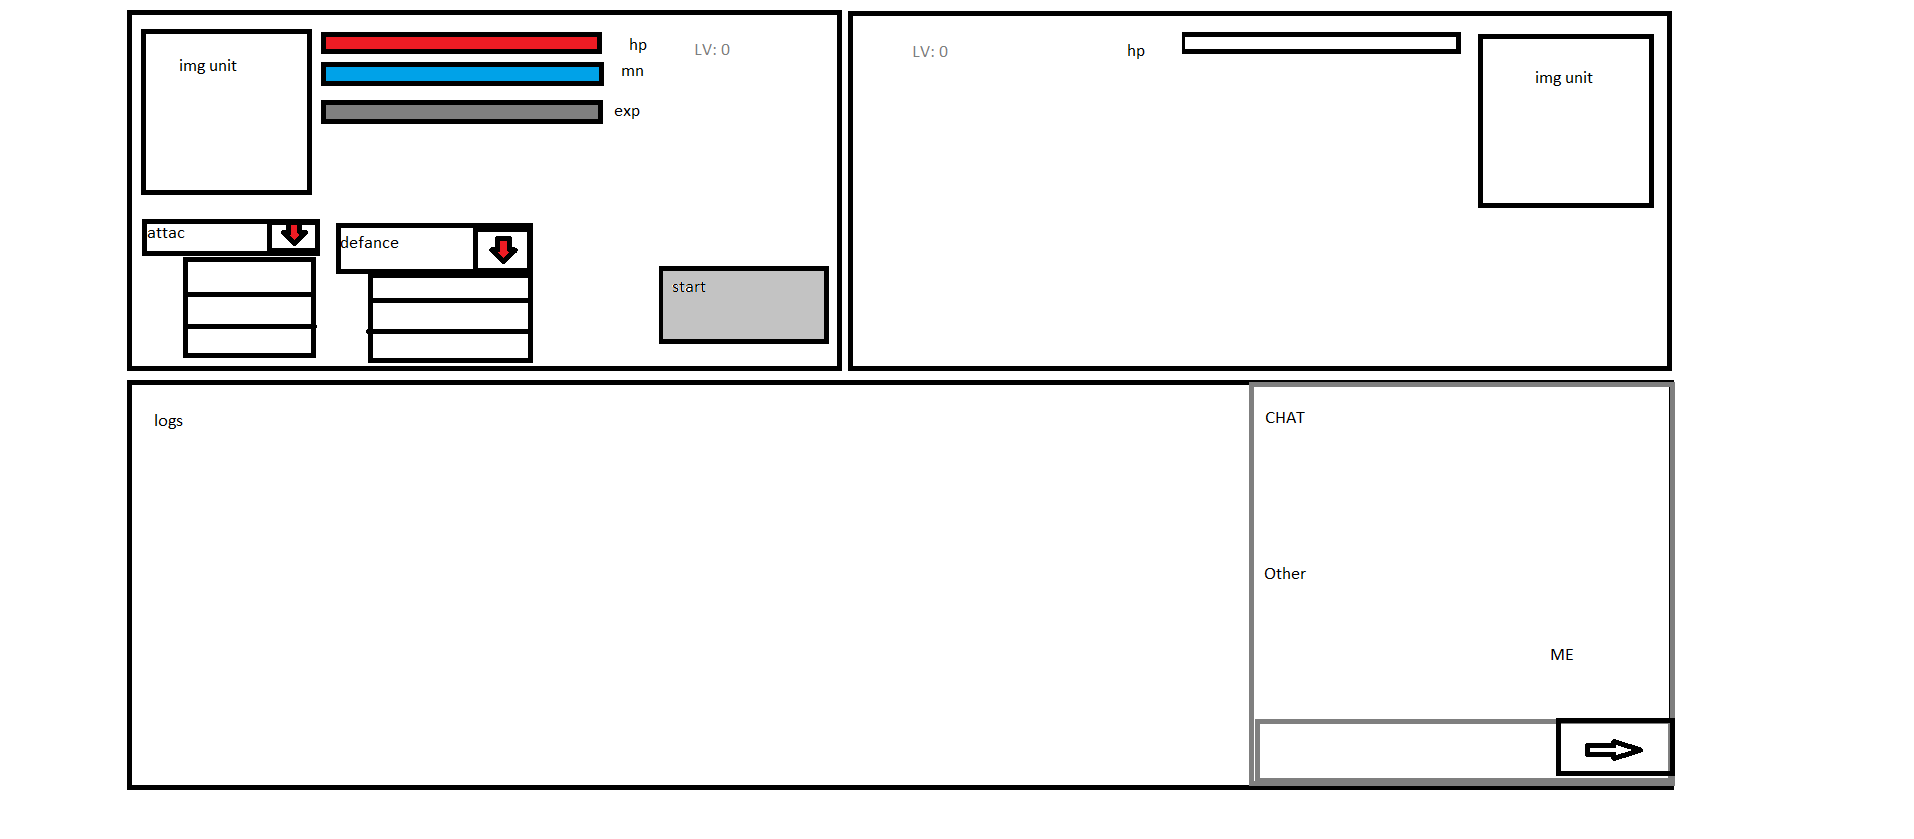 img unit
hp
LV: 0
mn
exp
attac
defance
start
LV: 0
hp
img unit
logs
CHAT
Other
ME